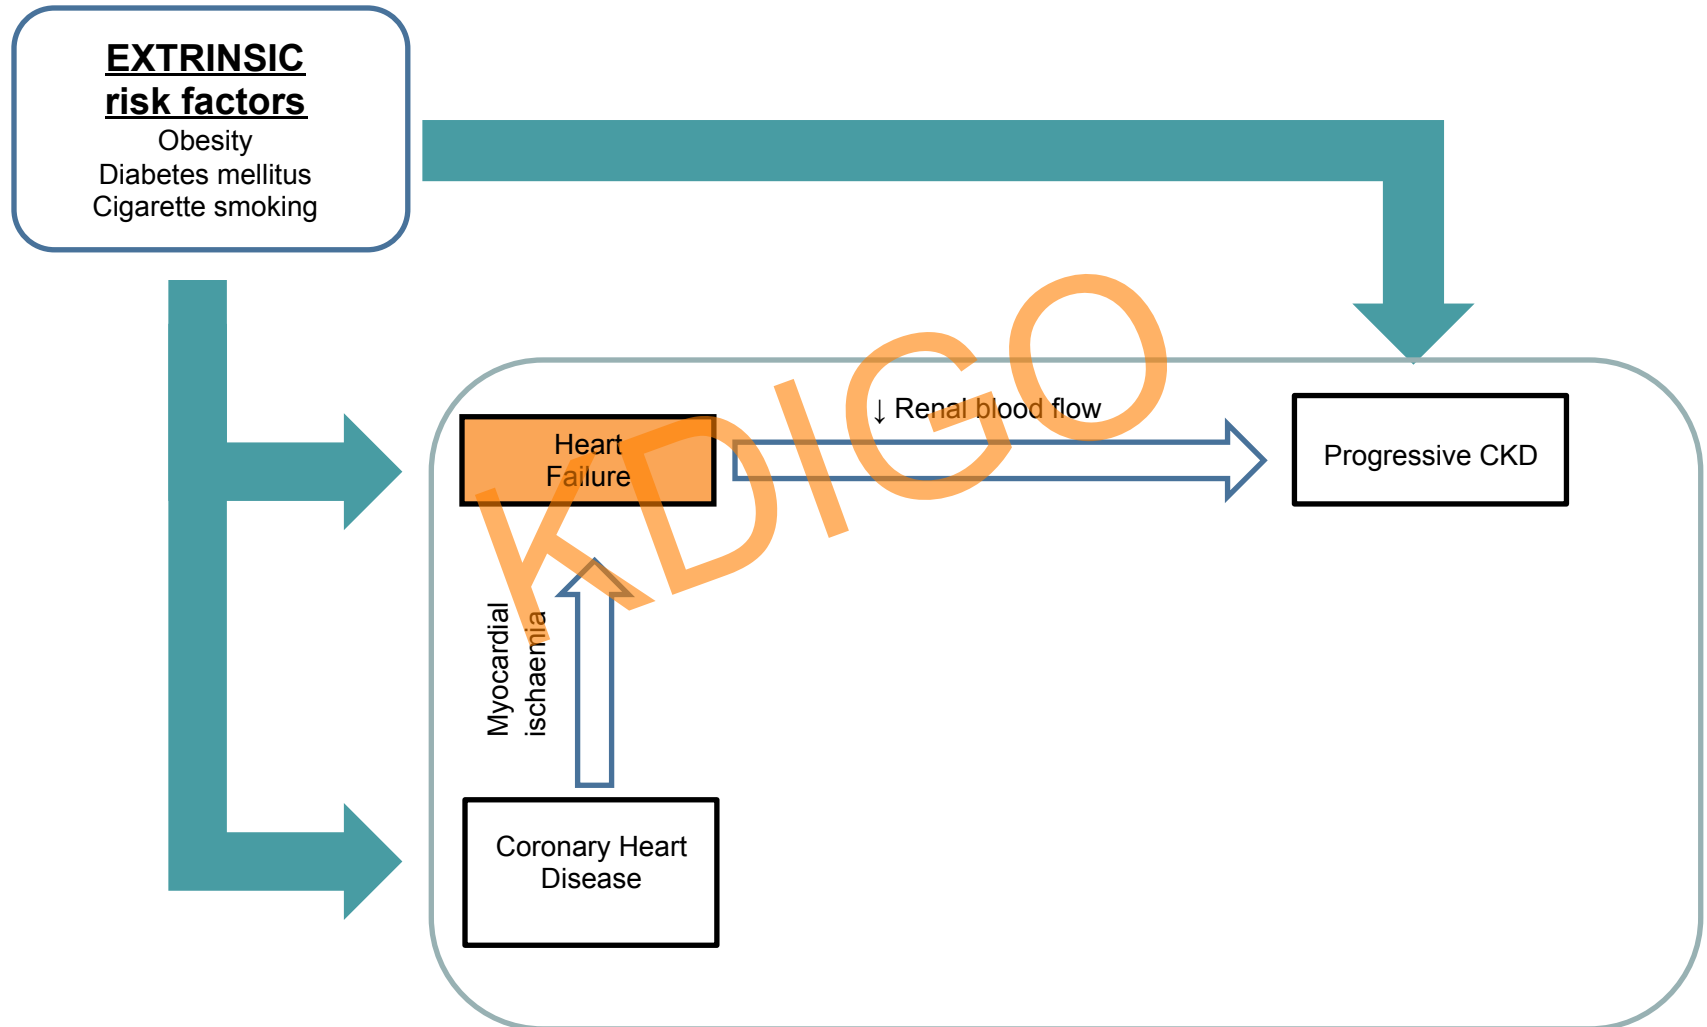 EXTRINSIC
risk factors
Obesity
Diabetes mellitus
Cigarette smoking
↓ Renal blood flow
Heart
Failure
Progressive CKD
KDIGO
Myocardial
ischaemia
Coronary Heart
Disease